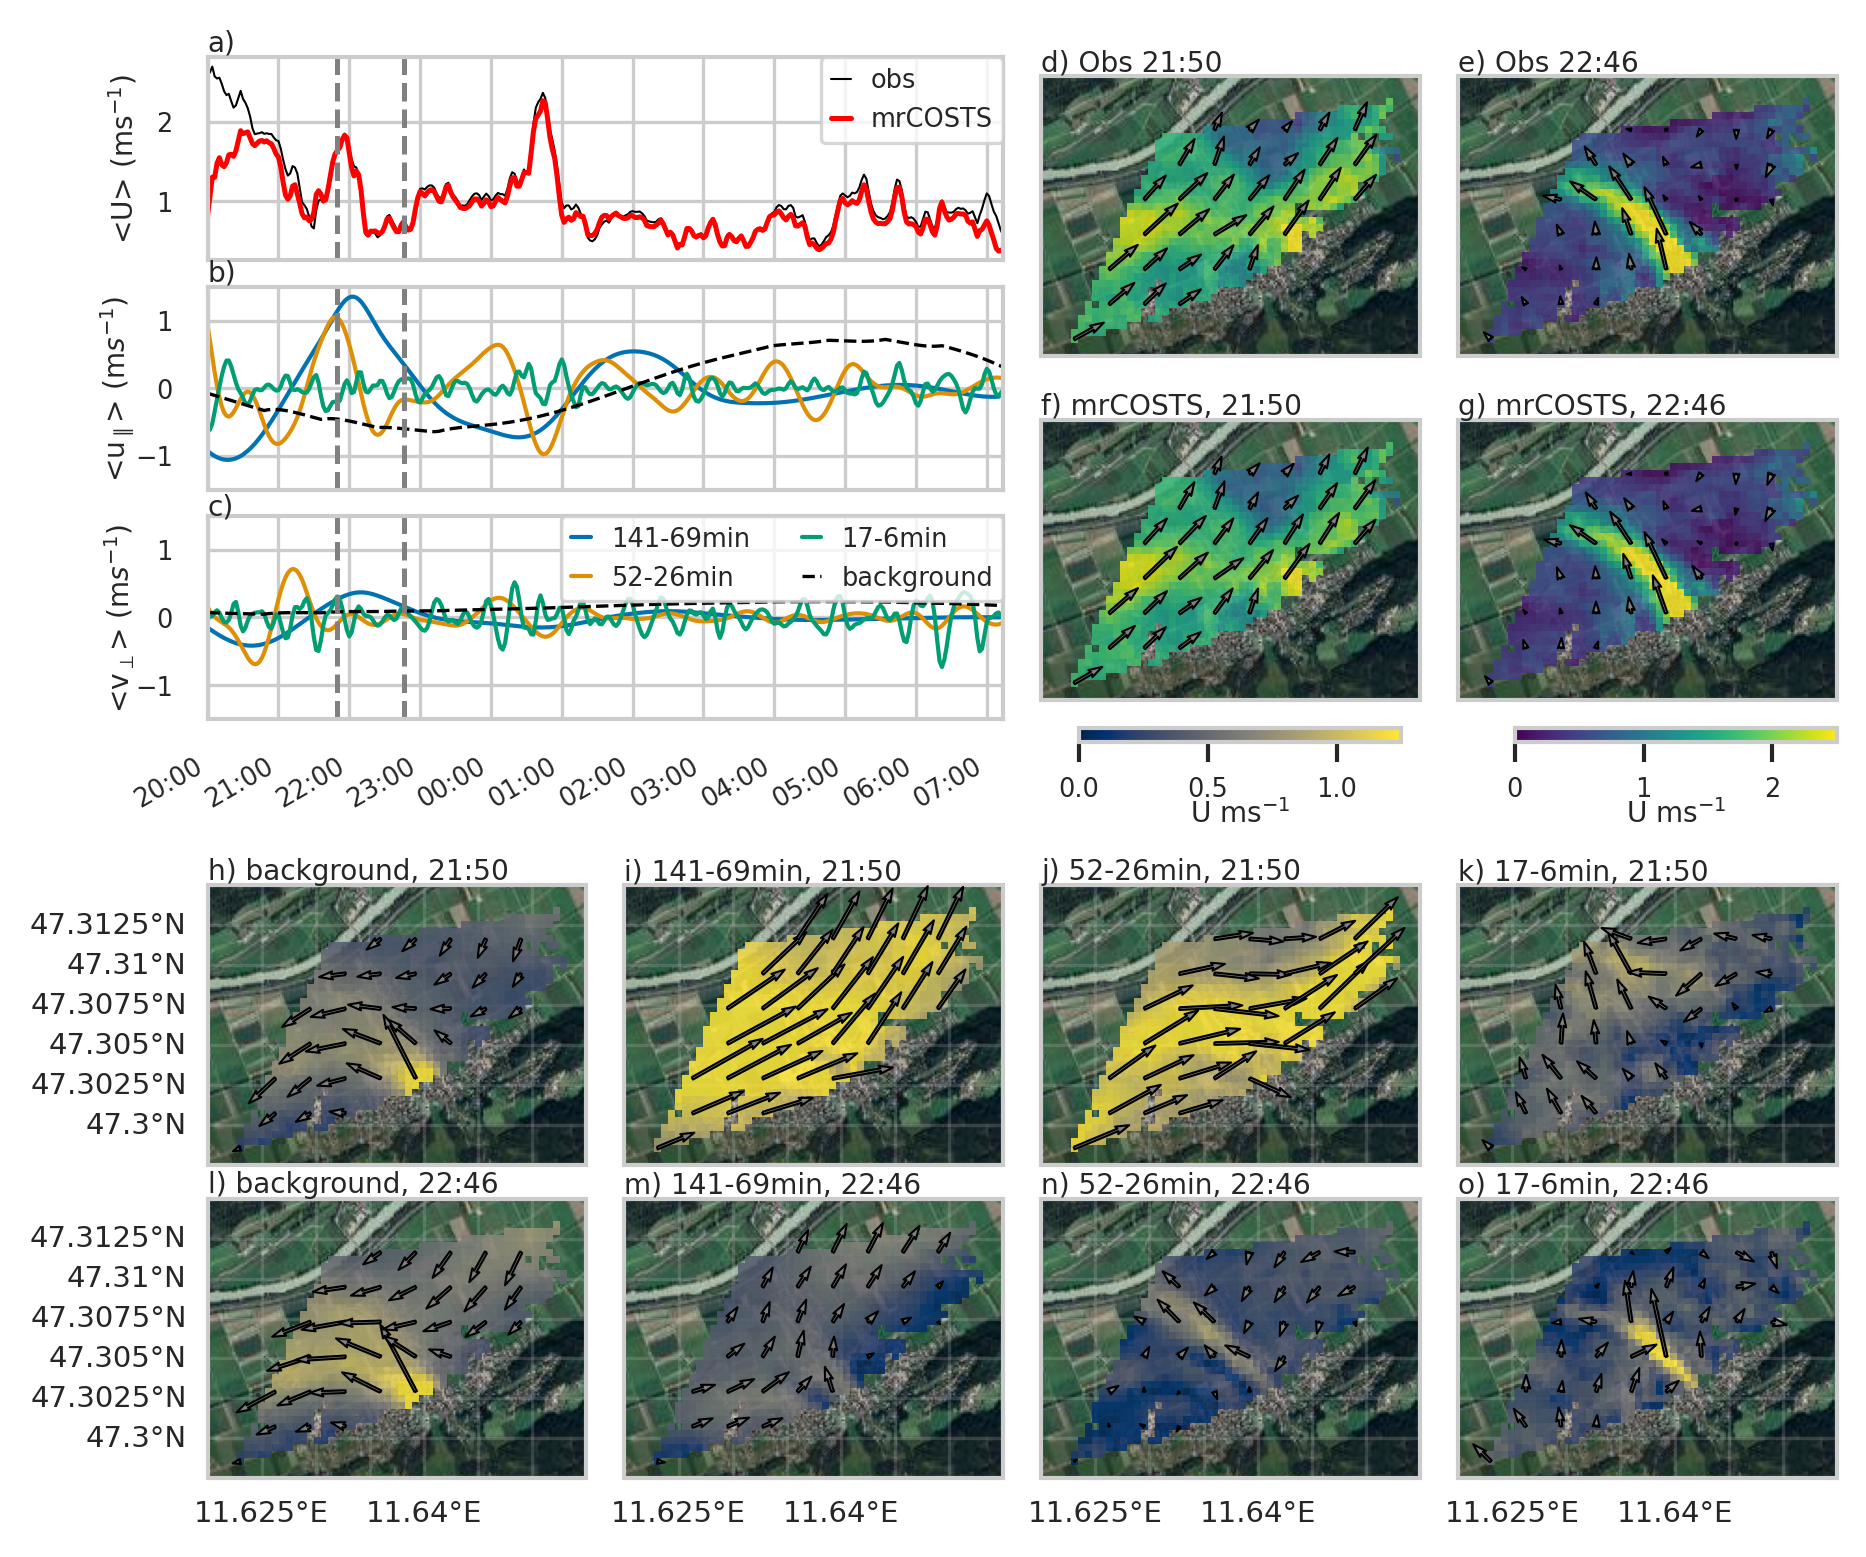 a)
<U> (ms⁻¹)
2
1
obs
mrCOSTS
b)
<u∥> (ms⁻¹)
1
0
−1
c)
<v⊥> (ms⁻¹)
1
0
−1
141-69min
52-26min
17-6min
background
20:00 21:00 22:00 23:00 00:00 01:00 02:00 03:00 04:00 05:00 06:00 07:00
d) Obs 21:50
e) Obs 22:46
f) mrCOSTS, 21:50
g) mrCOSTS, 22:46
0.0 0.5 1.0
U ms⁻¹
0 1 2
U ms⁻¹
h) background, 21:50
i) 141-69min, 21:50
j) 52-26min, 21:50
k) 17-6min, 21:50
47.3125°N
47.31°N
47.3075°N
47.305°N
47.3025°N
47.3°N
l) background, 22:46
m) 141-69min, 22:46
n) 52-26min, 22:46
o) 17-6min, 22:46
47.3125°N
47.31°N
47.3075°N
47.305°N
47.3025°N
47.3°N
11.625°E 11.64°E
11.625°E 11.64°E
11.625°E 11.64°E
11.625°E 11.64°E